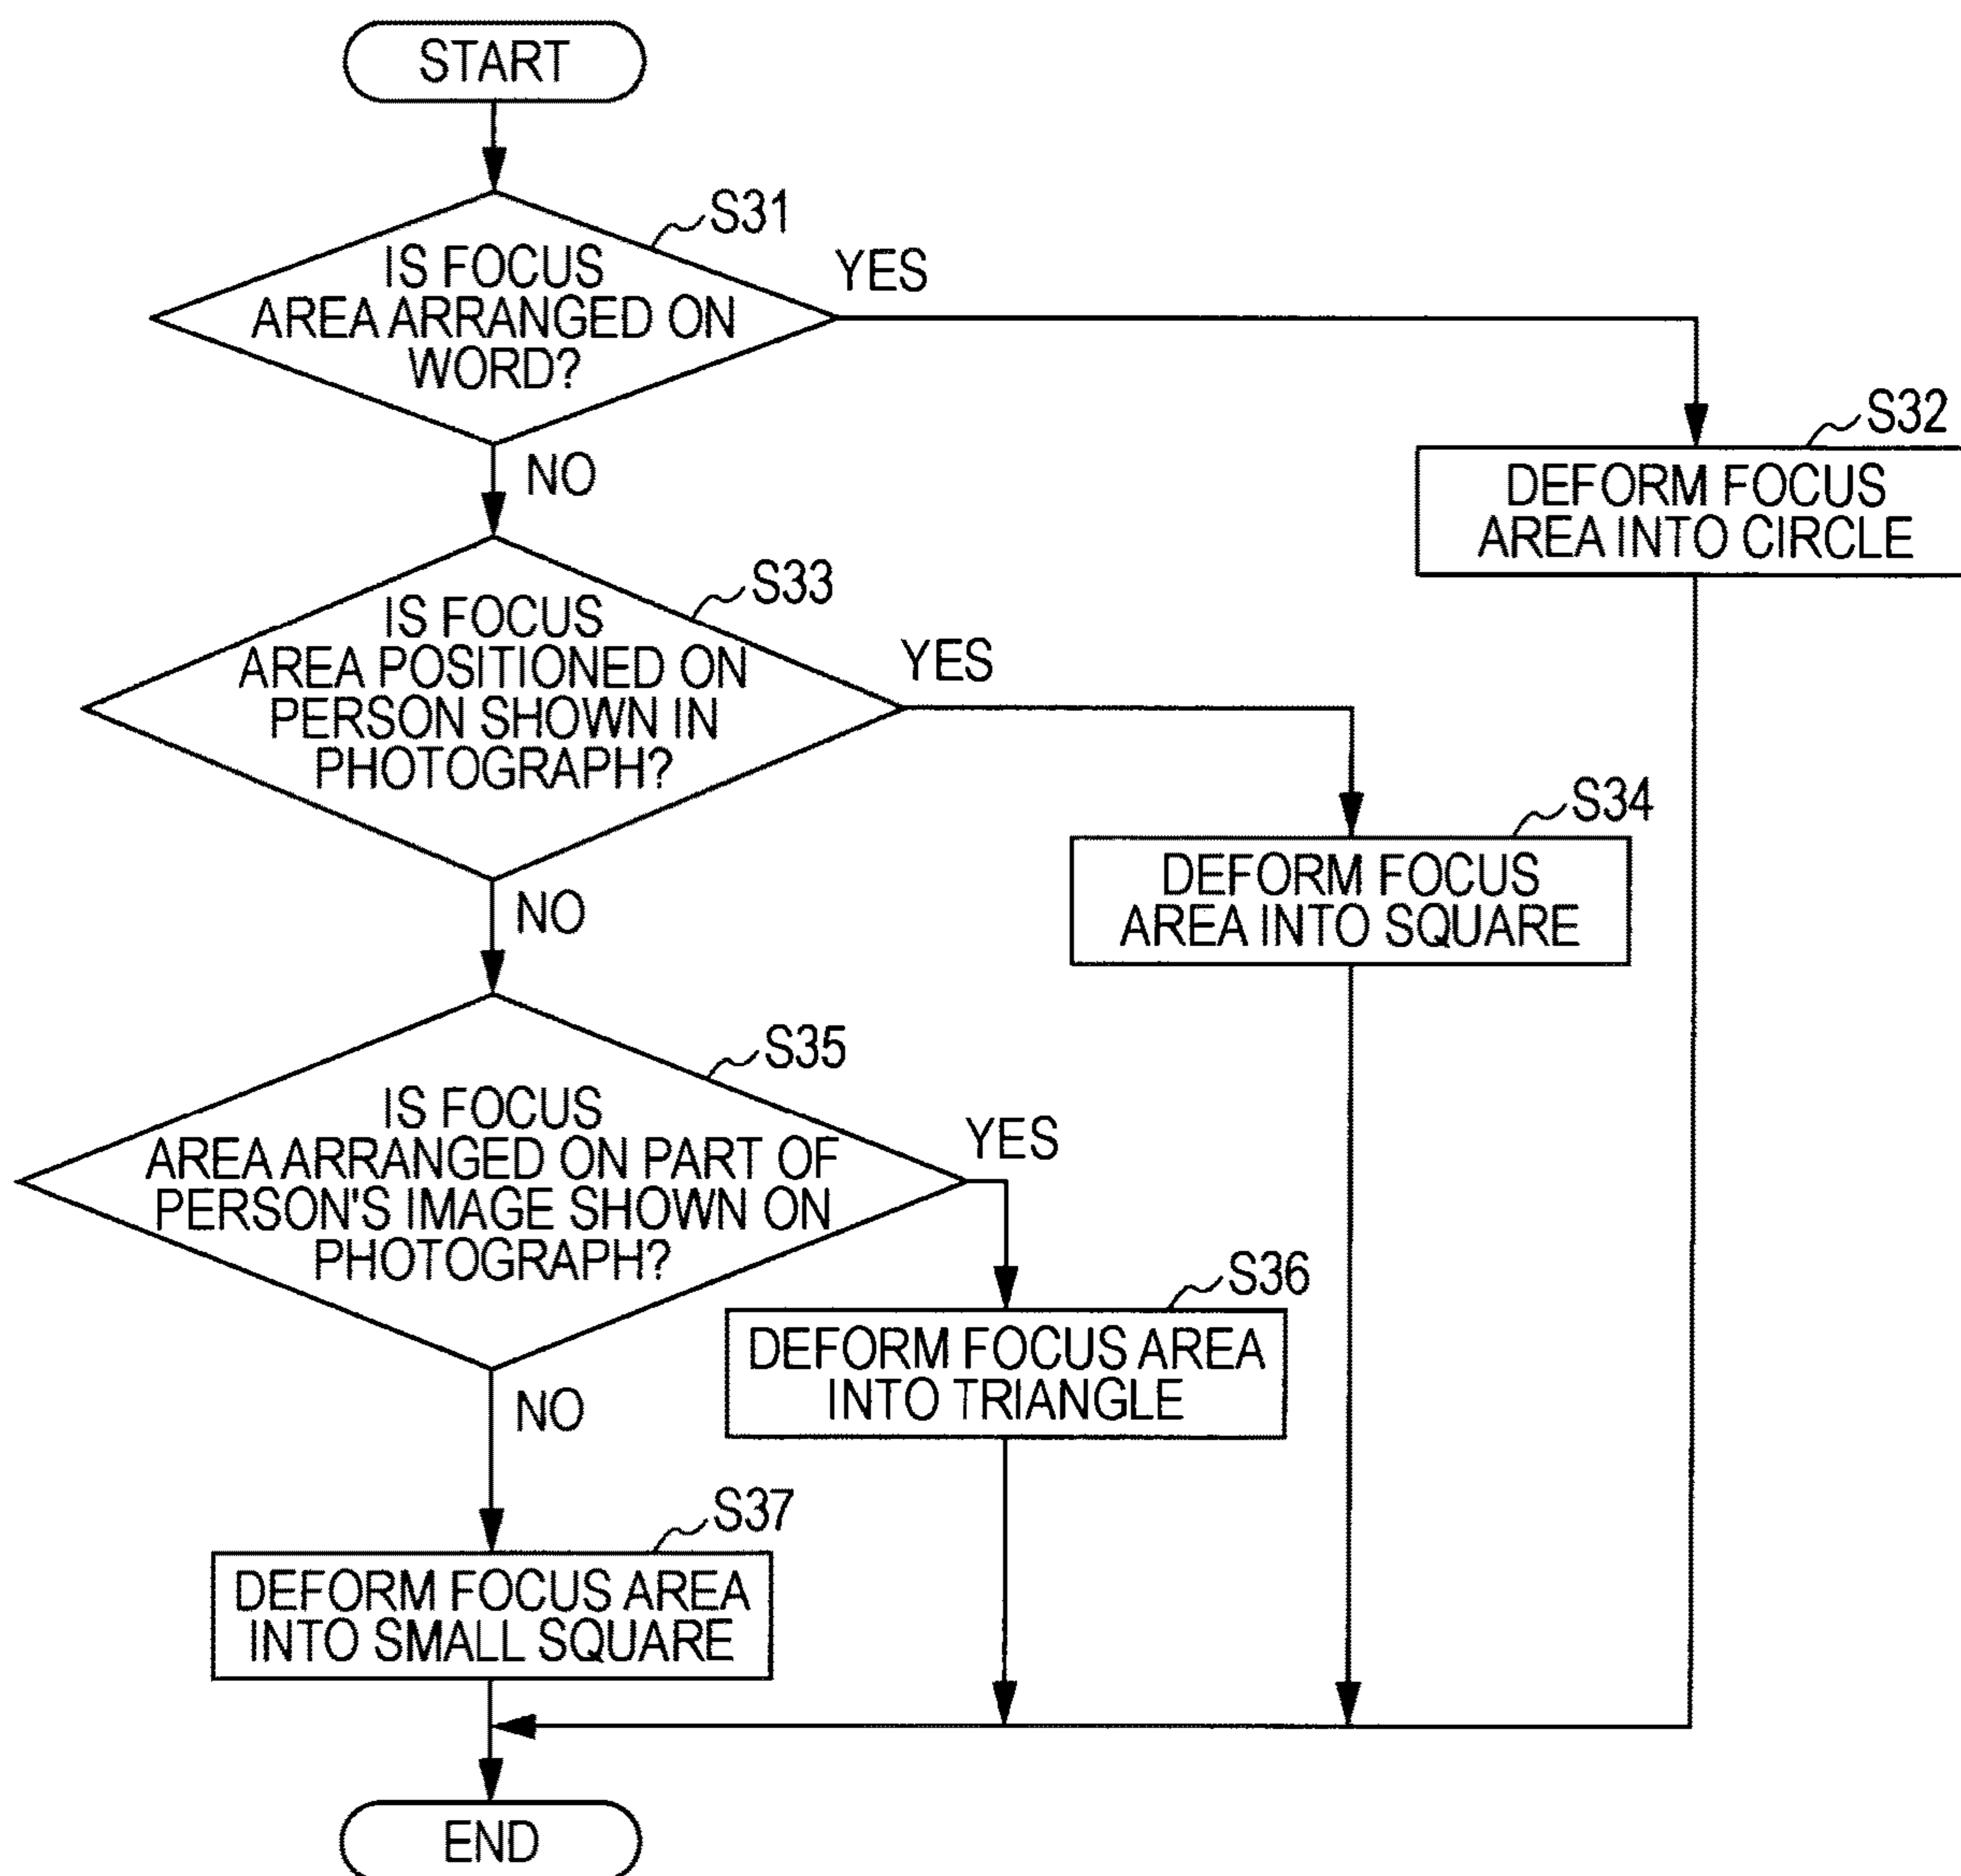 START
S31
IS FOCUS
AREA ARRANGED ON
WORD?
YES
NO
S32
DEFORM FOCUS
AREA INTO CIRCLE
S33
IS FOCUS
AREA POSITIONED ON
PERSON SHOWN IN
PHOTOGRAPH?
YES
NO
S34
DEFORM FOCUS
AREA INTO SQUARE
S35
IS FOCUS
AREA ARRANGED ON PART OF
PERSON'S IMAGE SHOWN ON
PHOTOGRAPH?
YES
NO
S36
DEFORM FOCUS AREA
INTO TRIANGLE
S37
DEFORM FOCUS AREA
INTO SMALL SQUARE
END